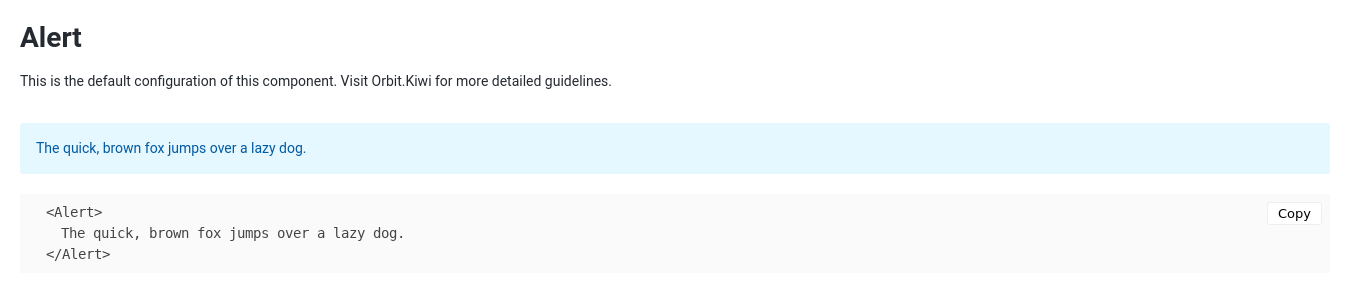 Alert
This is the default configuration of this component. Visit Orbit.Kiwi for more detailed guidelines.
The quick, brown fox jumps over a lazy dog.
<Alert>
Copy
The quick, brown fox jumps over a lazy dog.
</Alert>